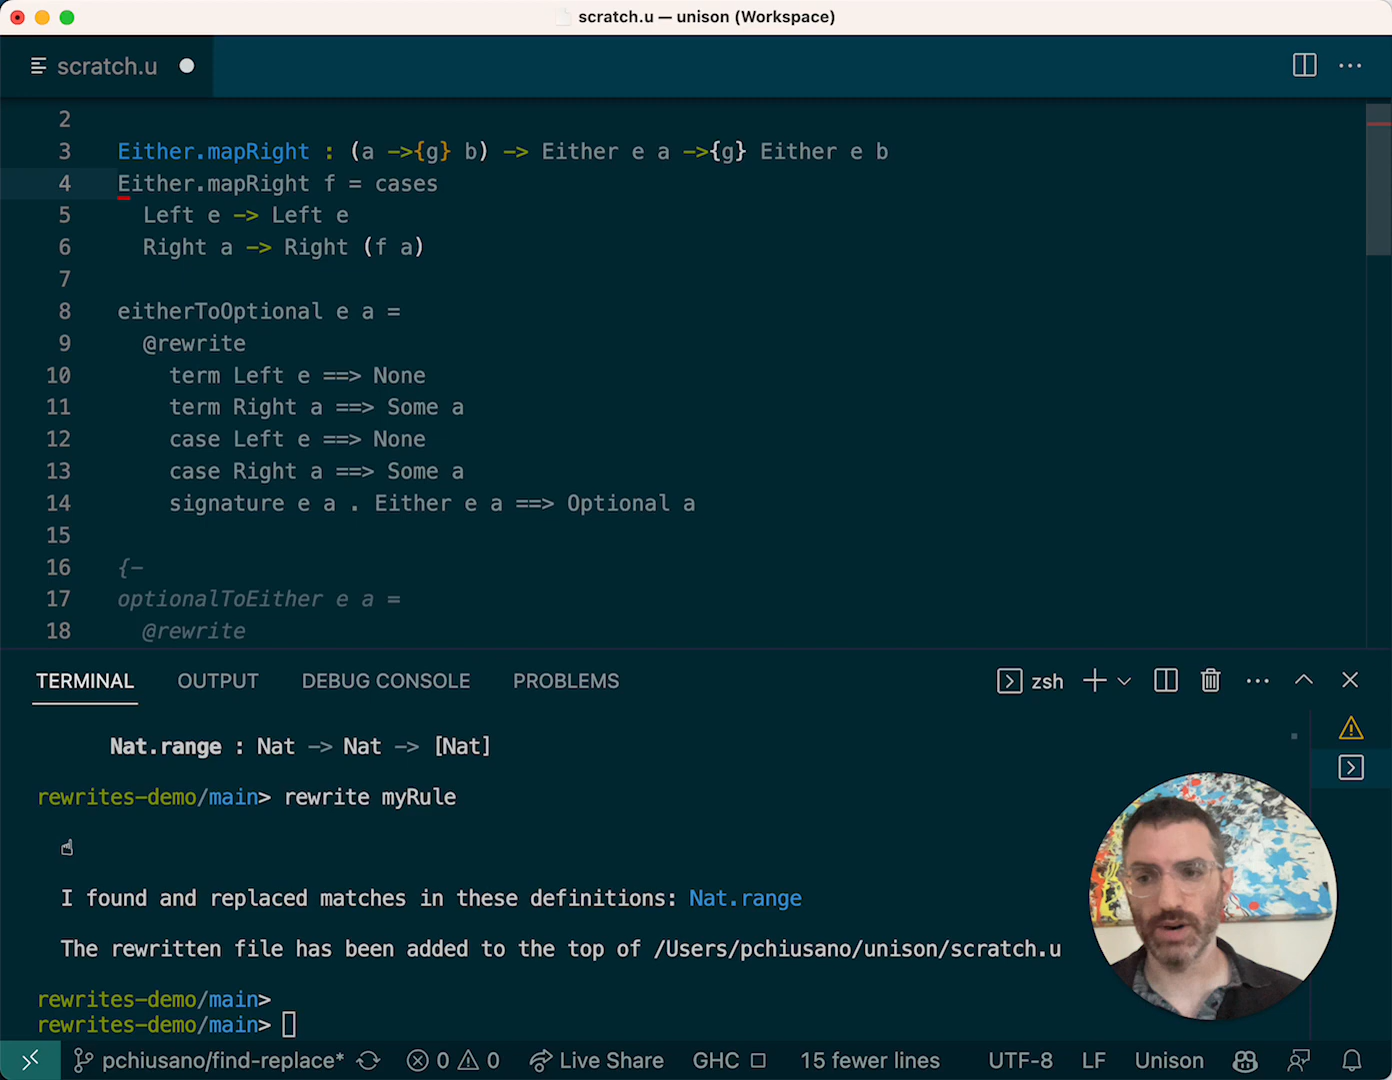 scratch.u — unison (Workspace)
scratch.u
2
3 Either.mapRight : (a ->{g} b) -> Either e a ->{g} Either e b
4 Either.mapRight f = cases
5 Left e -> Left e
6 Right a -> Right (f a)
7
8 eitherToOptional e a =
9 @rewrite
10 term Left e ==> None
11 term Right a ==> Some a
12 case Left e ==> None
13 case Right a ==> Some a
14 signature e a . Either e a ==> Optional a
15
16 {-
17 optionalToEither e a =
18 @rewrite
TERMINAL OUTPUT DEBUG CONSOLE PROBLEMS zsh
Nat.range : Nat -> Nat -> [Nat]
rewrites-demo/main> rewrite myRule
☝
I found and replaced matches in these definitions: Nat.range
The rewritten file has been added to the top of /Users/pchiusano/unison/scratch.u
rewrites-demo/main>
rewrites-demo/main>
pchiusano/find-replace* 0 0 Live Share GHC 15 fewer lines UTF-8 LF Unison